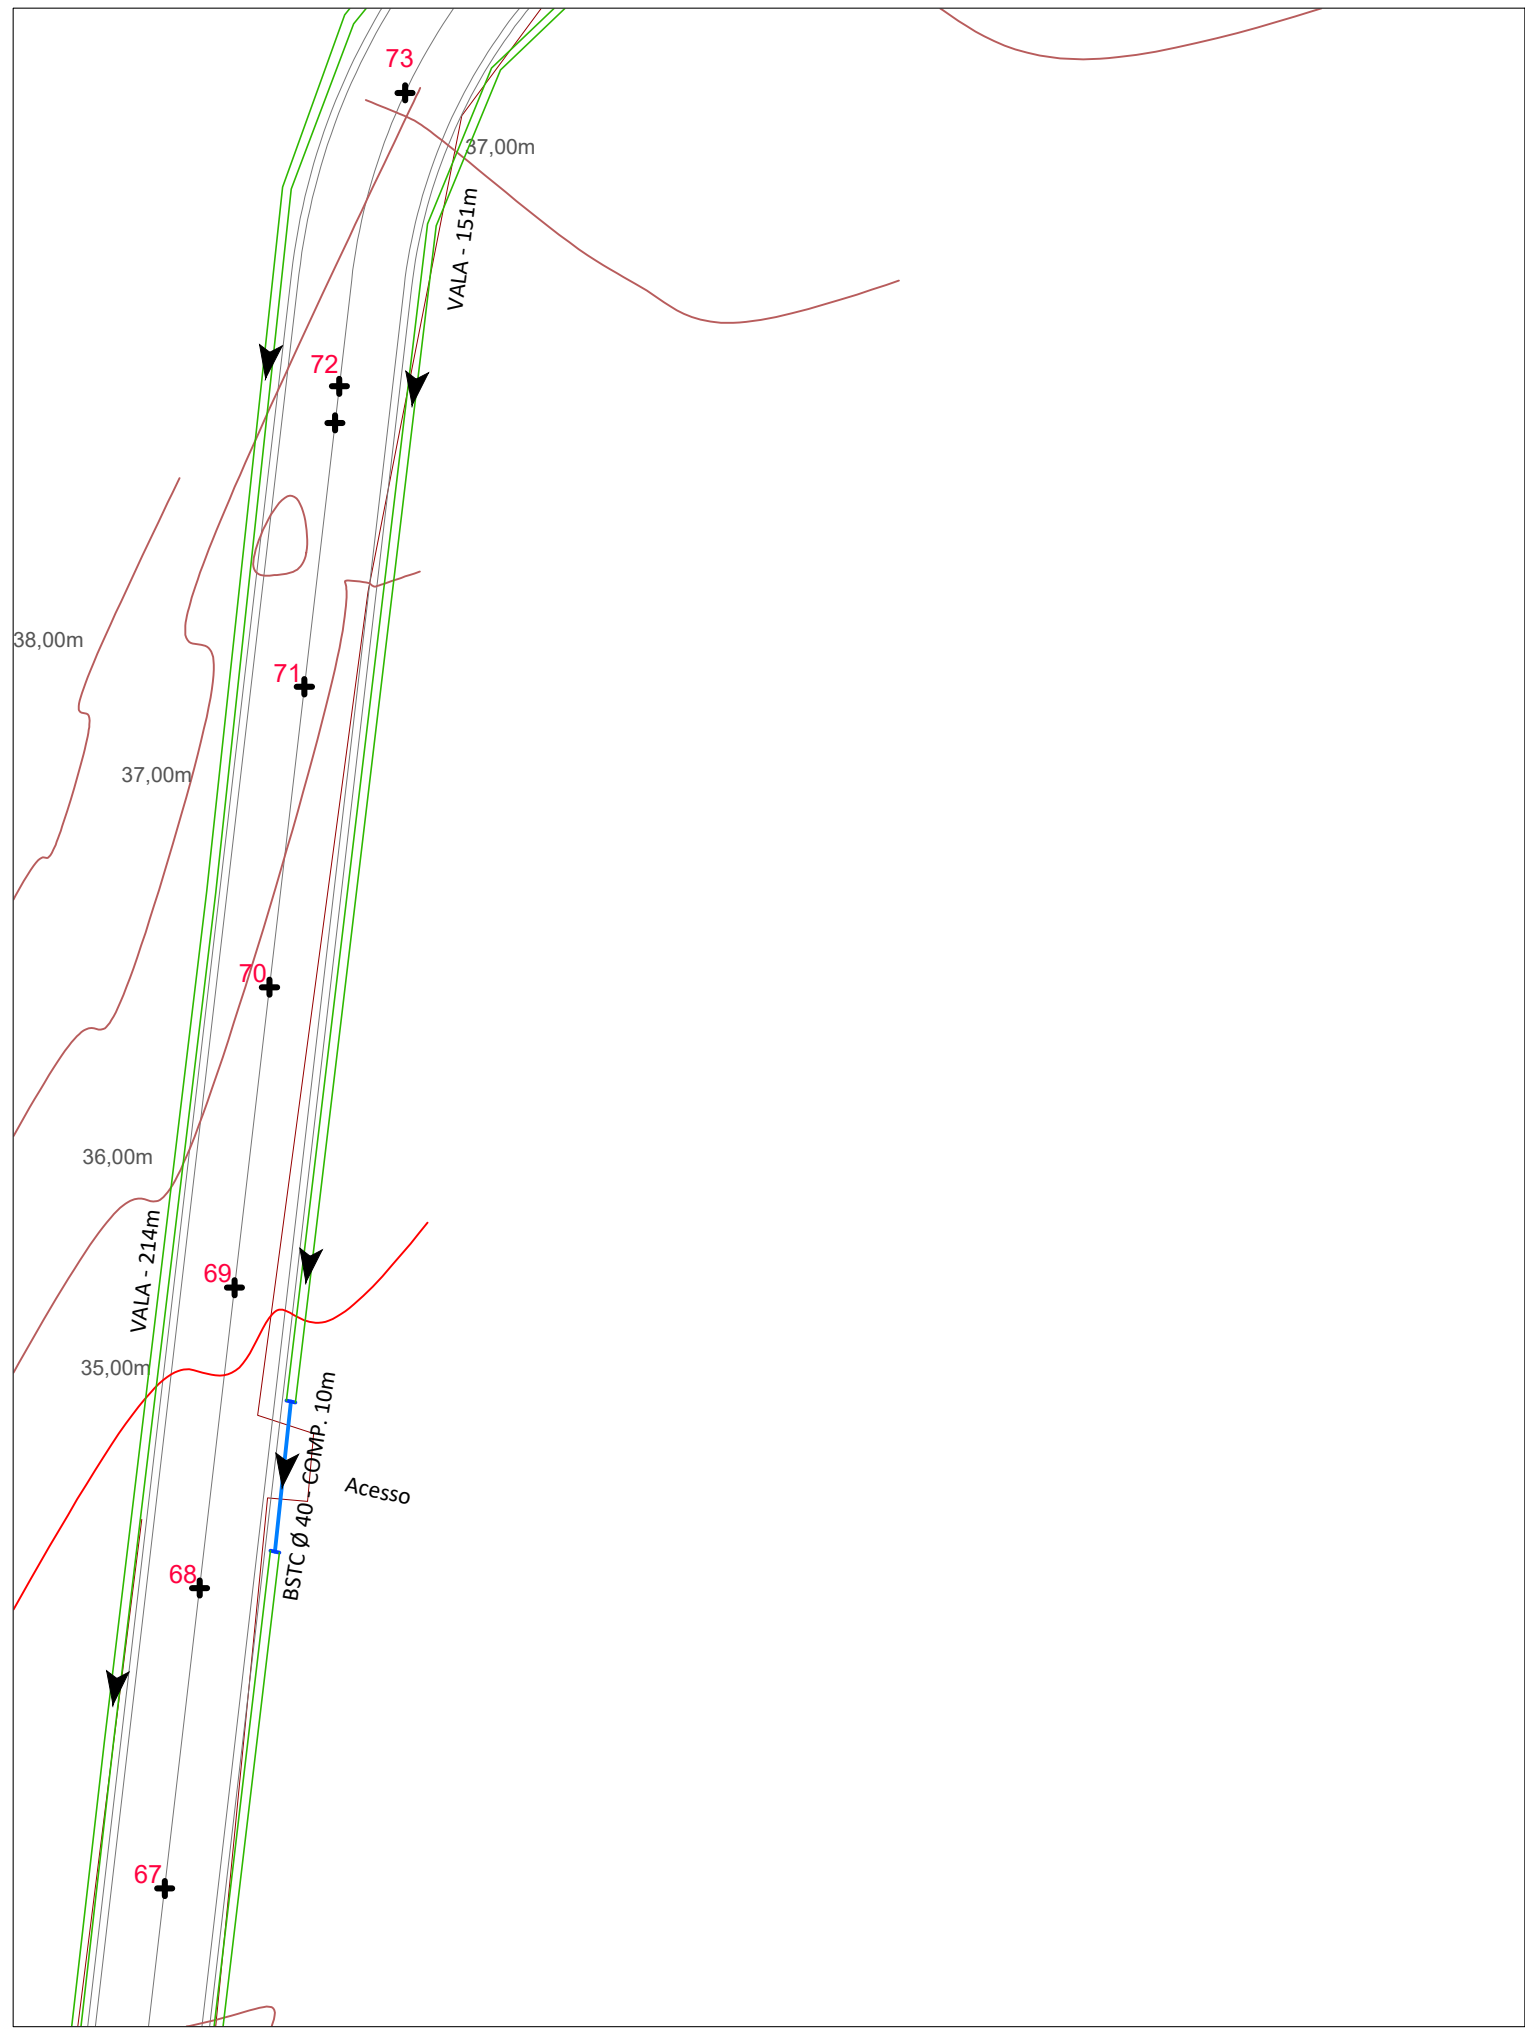 73
37,00m
VALA - 151m
72
38,00m
71
37,00m
70
36,00m
VALA - 214m
69
35,00m
BSTC Ø 40 - COMP. 10m
Acesso
68
67